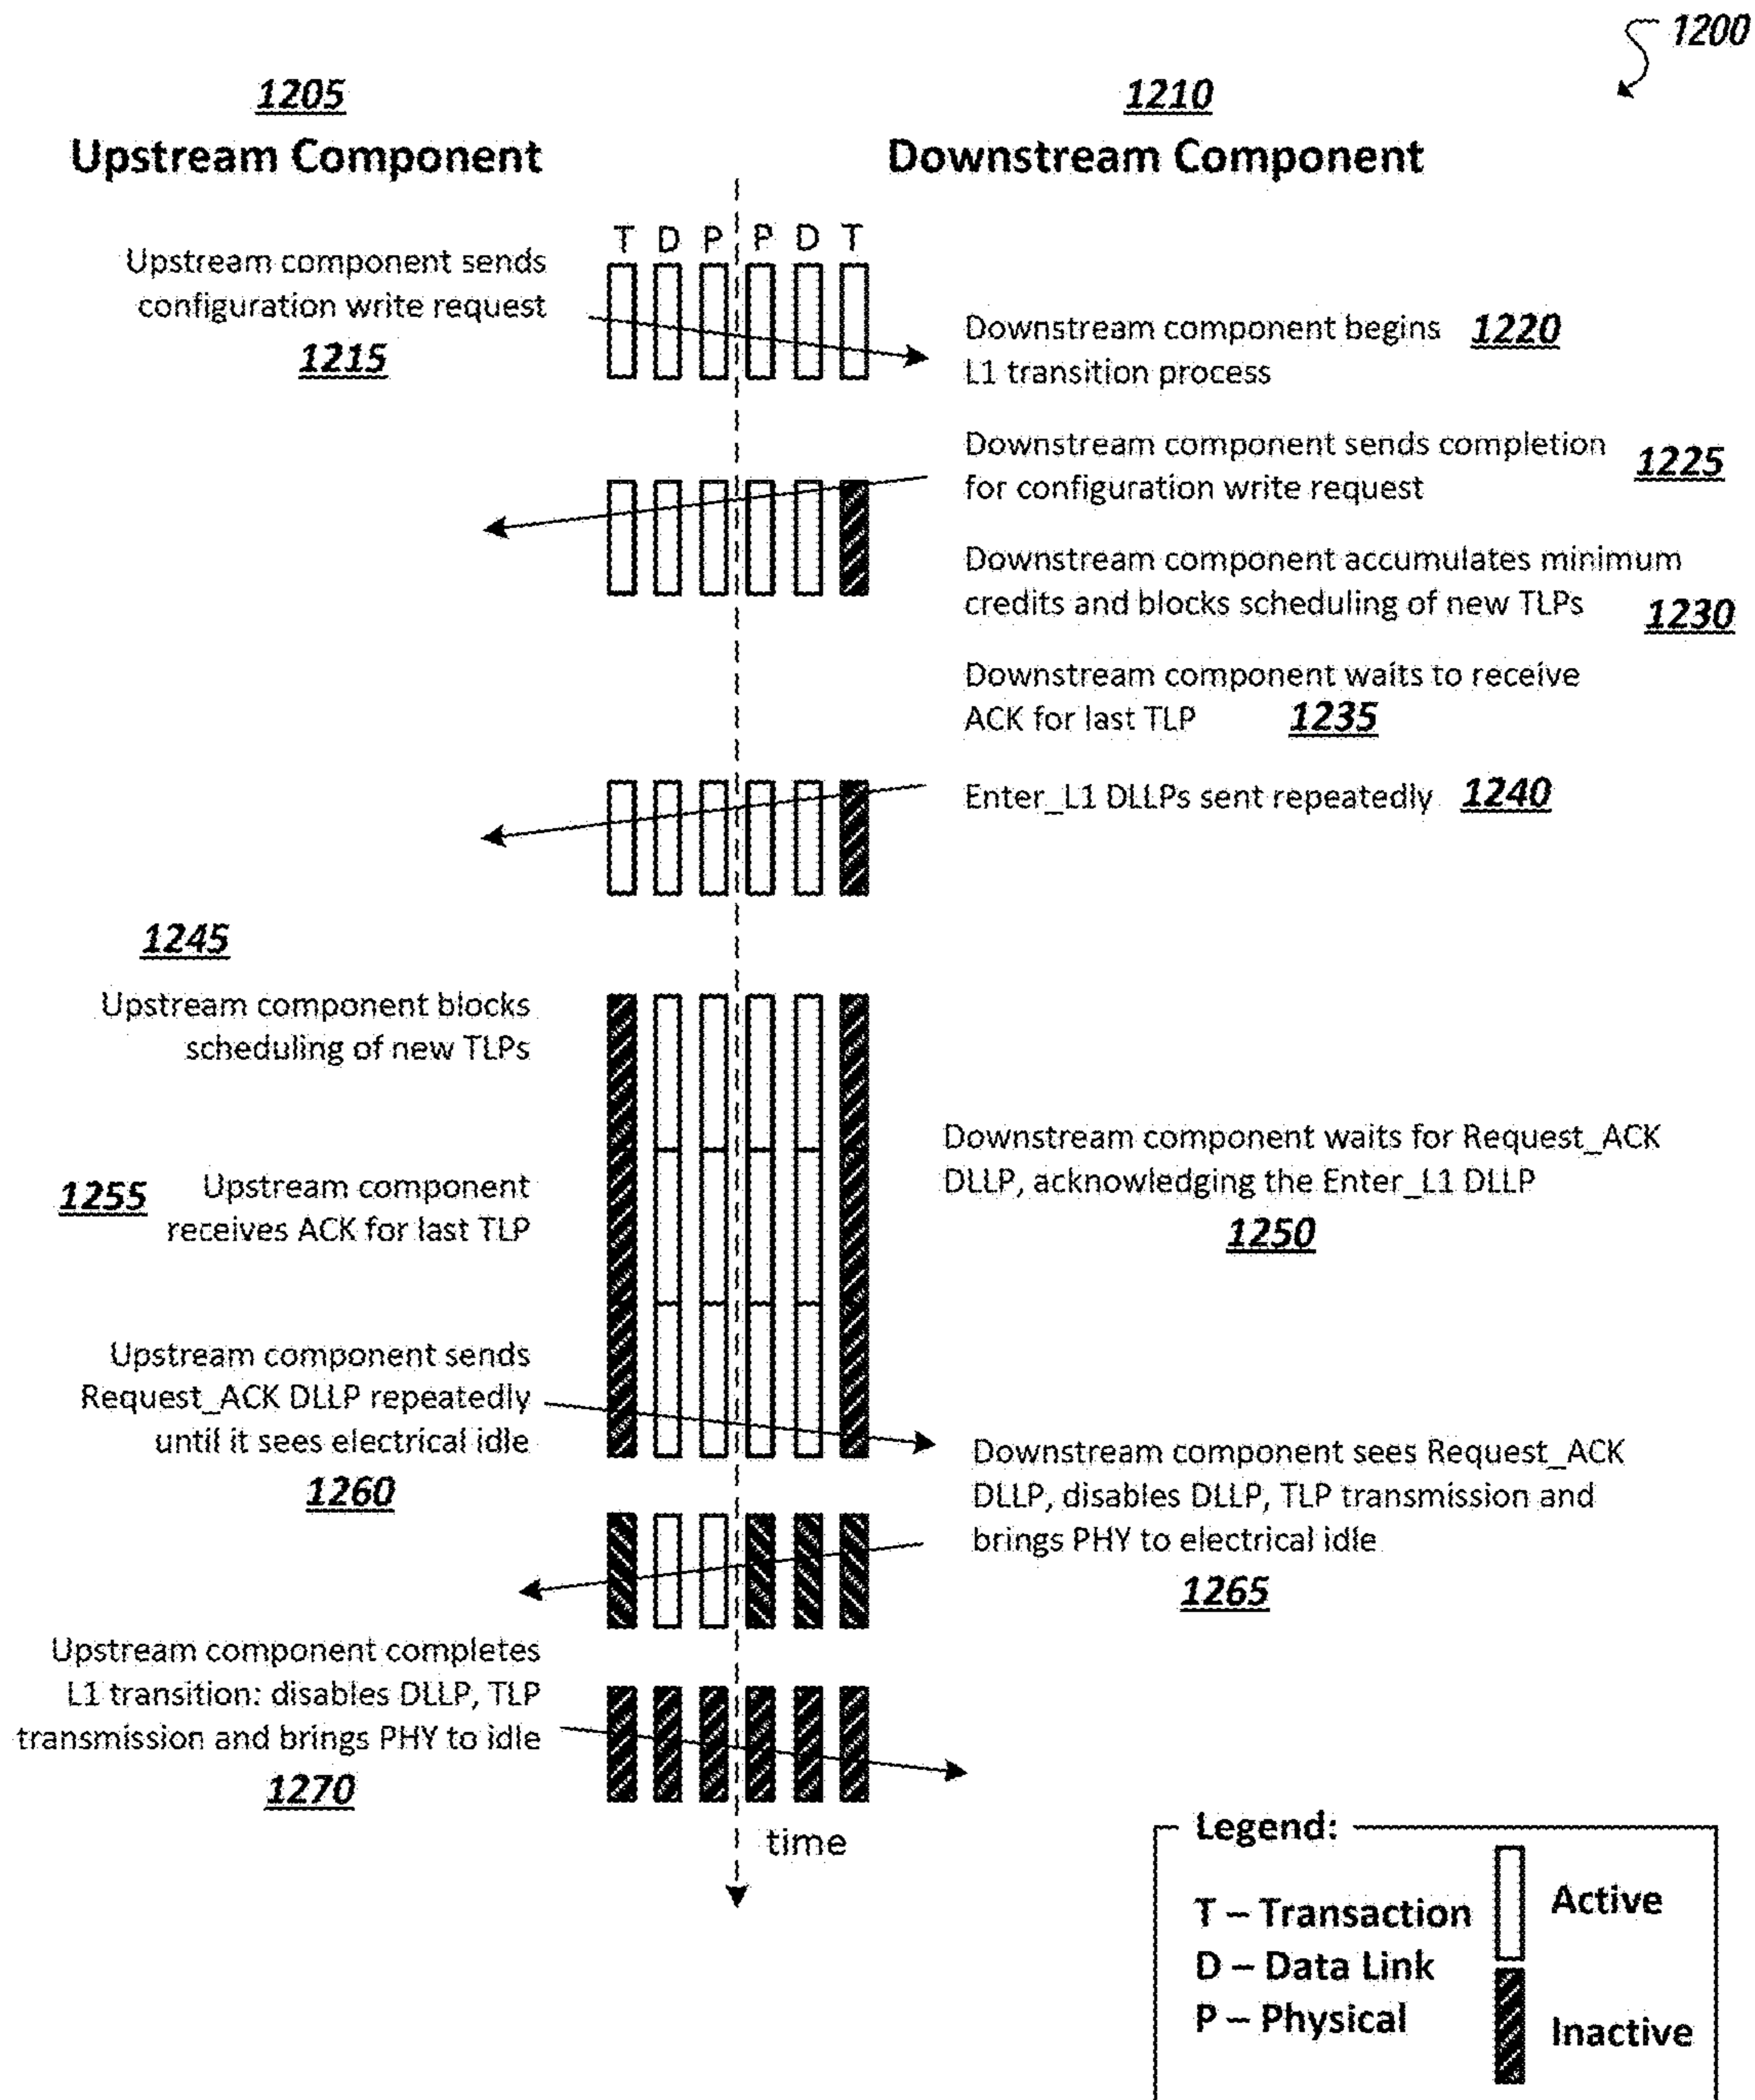 1200
1205
Upstream Component
1210
Downstream Component
T D P P D T
Upstream component sends
configuration write request
1215
Downstream component begins 1220
L1 transition process
Downstream component sends completion
for configuration write request
1225
Downstream component accumulates minimum
credits and blocks scheduling of new TLPs
1230
Downstream component waits to receive
ACK for last TLP 1235
Enter_L1 DLLPs sent repeatedly 1240
1245
Upstream component blocks
scheduling of new TLPs
Downstream component waits for Request_ACK
DLLP, acknowledging the Enter_L1 DLLP
1250
1255 Upstream component
receives ACK for last TLP
Upstream component sends
Request_ACK DLLP repeatedly
until it sees electrical idle
1260
Downstream component sees Request_ACK
DLLP, disables DLLP, TLP transmission and
brings PHY to electrical idle
1265
Upstream component completes
L1 transition: disables DLLP, TLP
transmission and brings PHY to idle
1270
time
Legend:
T – Transaction
D – Data Link
P – Physical
Active
Inactive